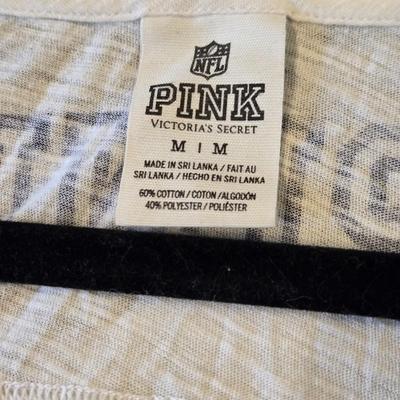 NFL
PINK
VICTORIA'S SECRET
M | M
MADE IN SRI LANKA / FAIT AU
SRI LANKA / HECHO EN SRI LANKA
60% COTTON / COTON /ALGODÓN
40% POLYESTER / POLIÉSTER